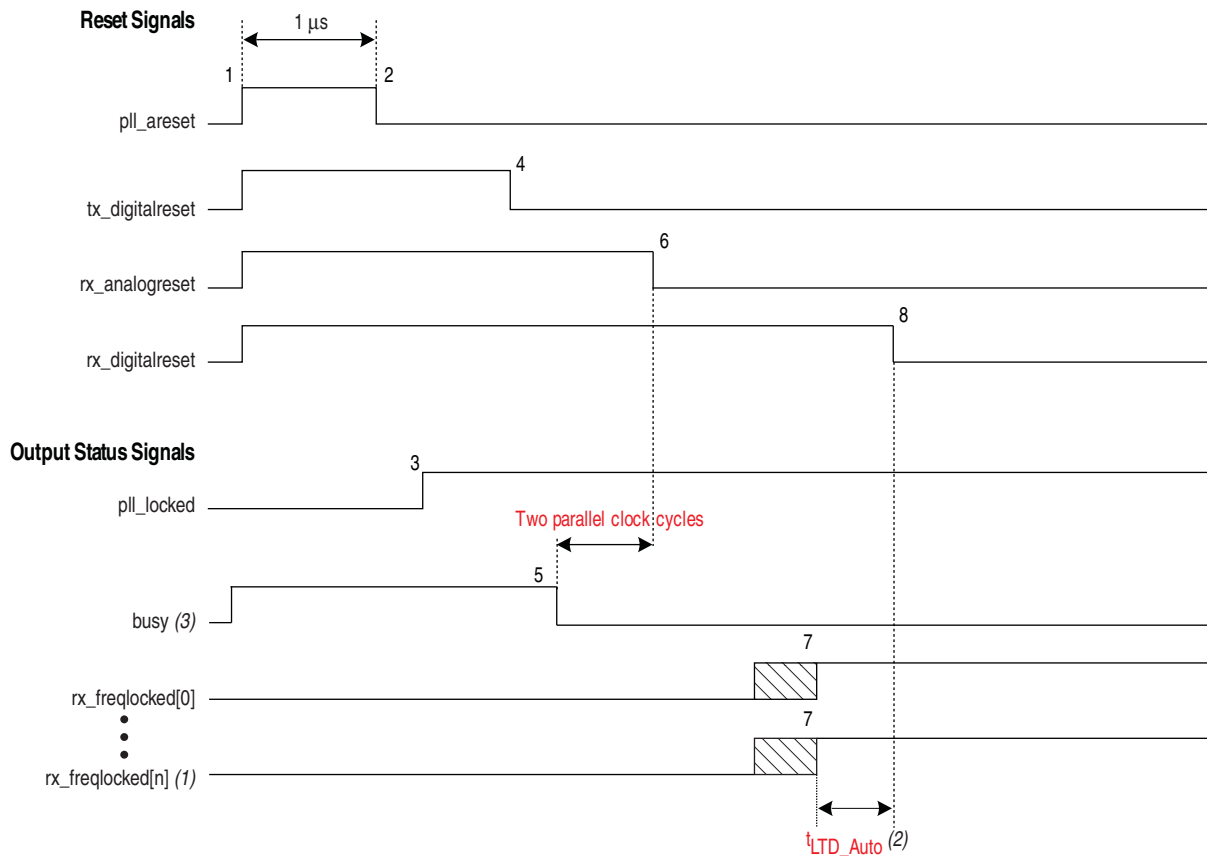 Reset Signals
1 μs
1
2
pll_areset
4
tx_digitalreset
6
rx_analogreset
8
rx_digitalreset
Output Status Signals
3
pll_locked
Two parallel clock cycles
5
busy (3)
7
rx_freqlocked[0]
7
rx_freqlocked[n] (1)
tLTD_Auto (2)